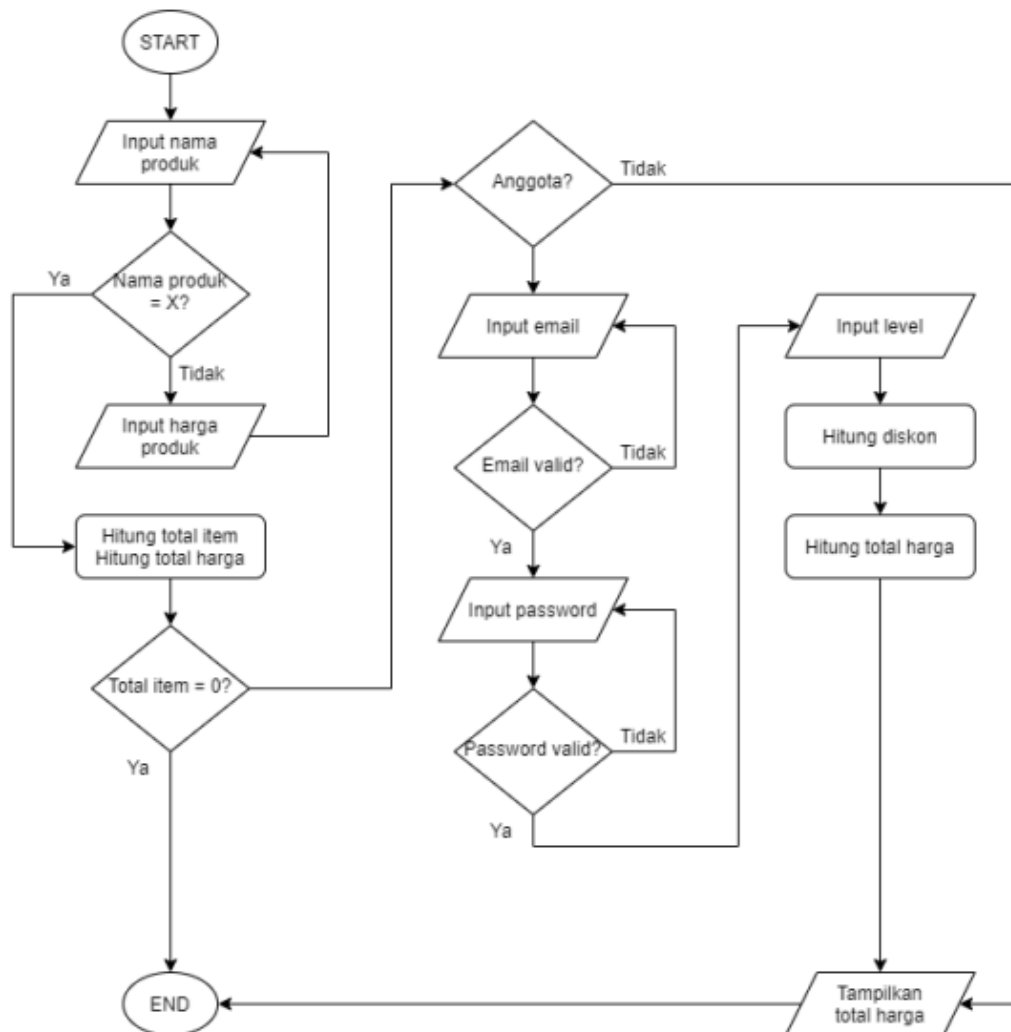 START
Input nama
produk
Nama produk
= X?
Ya
Tidak
Input harga
produk
Hitung total item
Hitung total harga
Total item = 0?
Ya
END
Anggota?
Tidak
Input email
Email valid?
Tidak
Ya
Input password
Password valid?
Tidak
Ya
Input level
Hitung diskon
Hitung total harga
Tampilkan
total harga